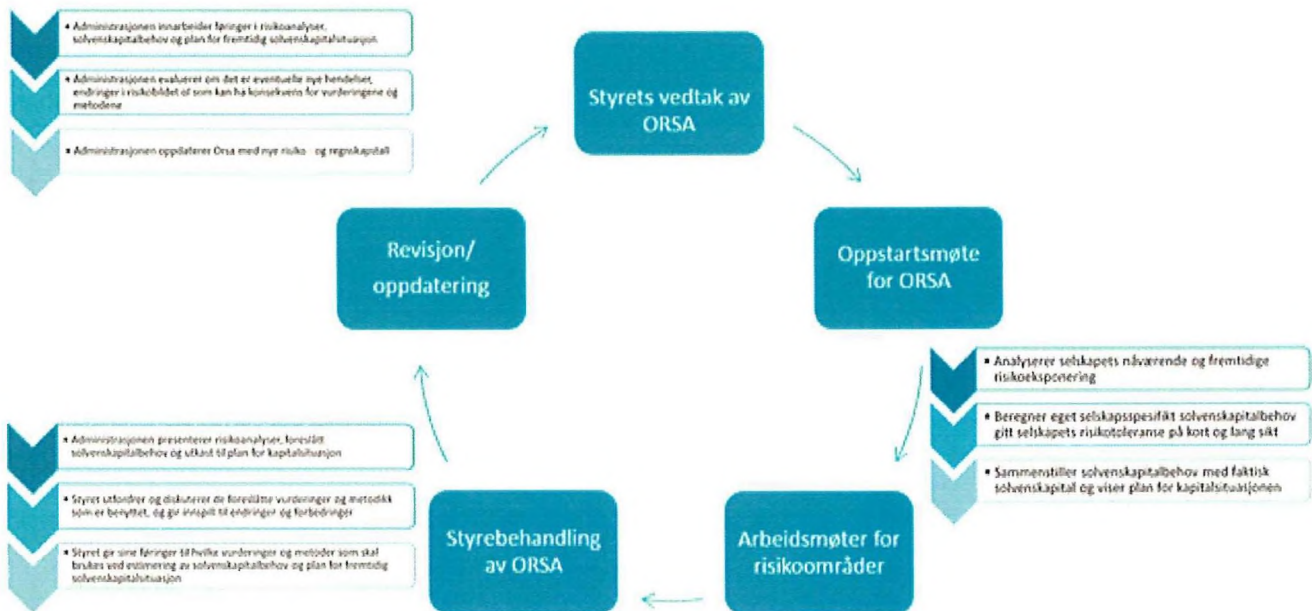 ▪ Administrasjonen innarbeider føringer i risikoanalyser,
solvenskapitalbehov og plan for fremtidig solvenskapitalsituasjon
▪ Administrasjonen evaluerer om det er eventuelle nye hendelser,
endringer i risikobildet ol som kan ha konsekvens for vurderingene og
metodene
▪ Administrasjonen oppdaterer Orsa med nye risiko og regnskapstall
Styrets vedtak av
ORSA
Revisjon/
oppdatering
Oppstartsmøte
for ORSA
▪ Analyserer selskapets nåværende og fremtidige
risikoeksponering
▪ Beregner eget selskapsspesifikt solvenskapitalbehov
gitt selskapets risikotoleranse på kort og lang sikt
▪ Sammenstiller solvenskapitalbehov med faktisk
solvenskapital og viser plan for kapitalsituasjonen
▪ Administrasjonen presenterer risikoanalyser, foreslått
solvenskapitalbehov og utkast til plan for kapitalsituasjon
▪ Styret utfordrer og diskuterer de foreslåtte vurderinger og metodikk
som er benyttet, og gir innspill til endringer og forbedringer
▪ Styret gir sine føringer til hvilke vurderinger og metoder som skal
brukes ved estimering av solvenskapitalbehov og plan for fremtidig
solvenskapitalsituasjon
Styrebehandling
av ORSA
Arbeidsmøter for
risikoområder